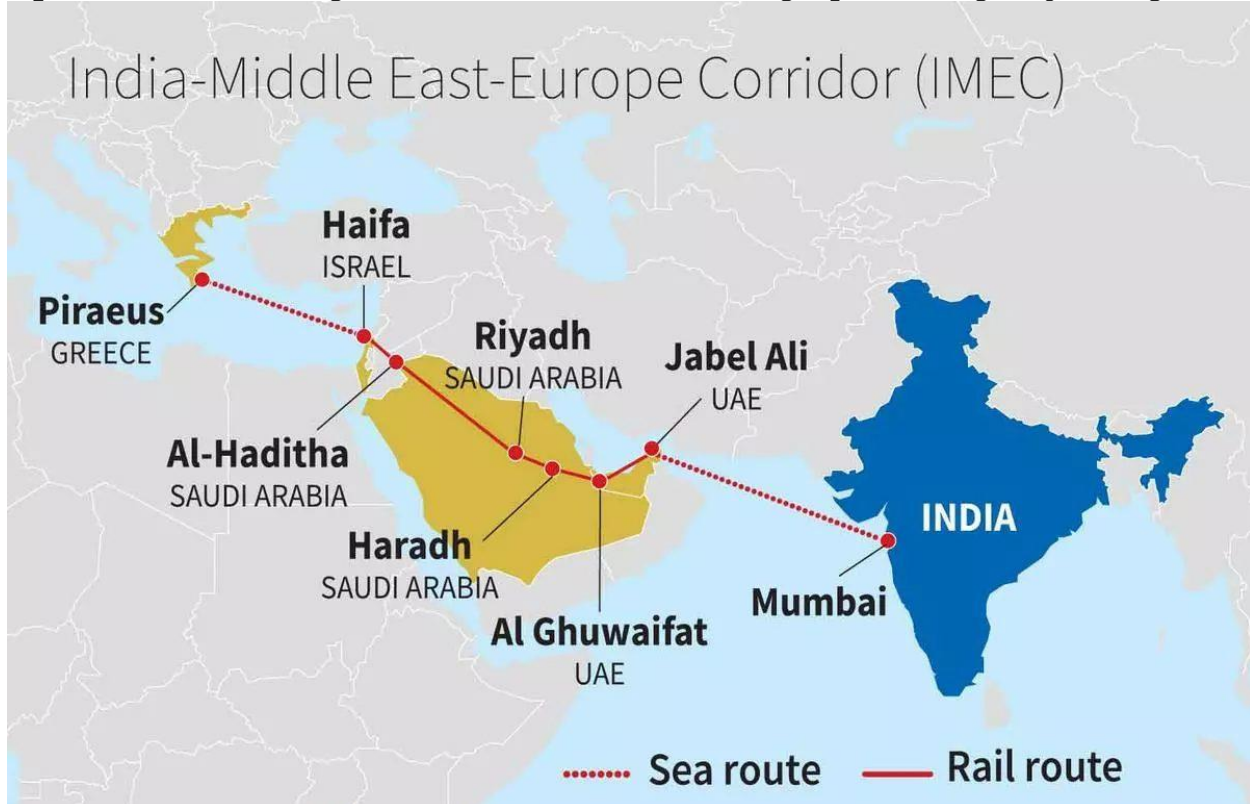 India-Middle East-Europe Corridor (IMEC)
Haifa
ISRAEL
Piraeus
GREECE
Riyadh
SAUDI ARABIA
Jabel Ali
UAE
Al-Haditha
SAUDI ARABIA
INDIA
Haradh
SAUDI ARABIA
Mumbai
Al Ghuwaifat
UAE
Sea route
Rail route